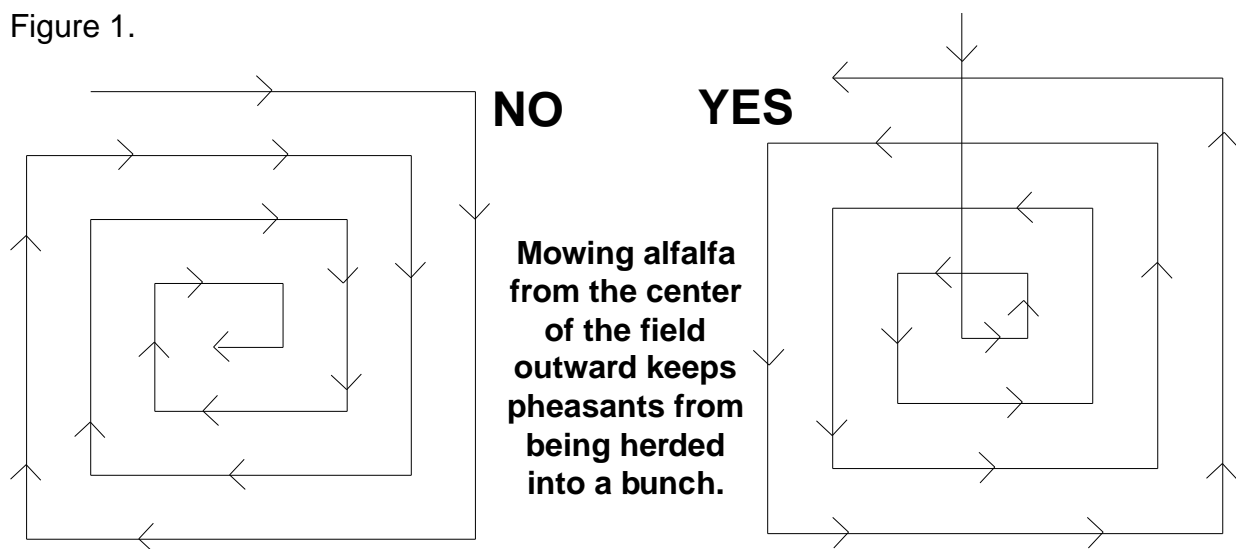 Figure 1.
NO
YES
Mowing alfalfa
from the center
of the field
outward keeps
pheasants from
being herded
into a bunch.